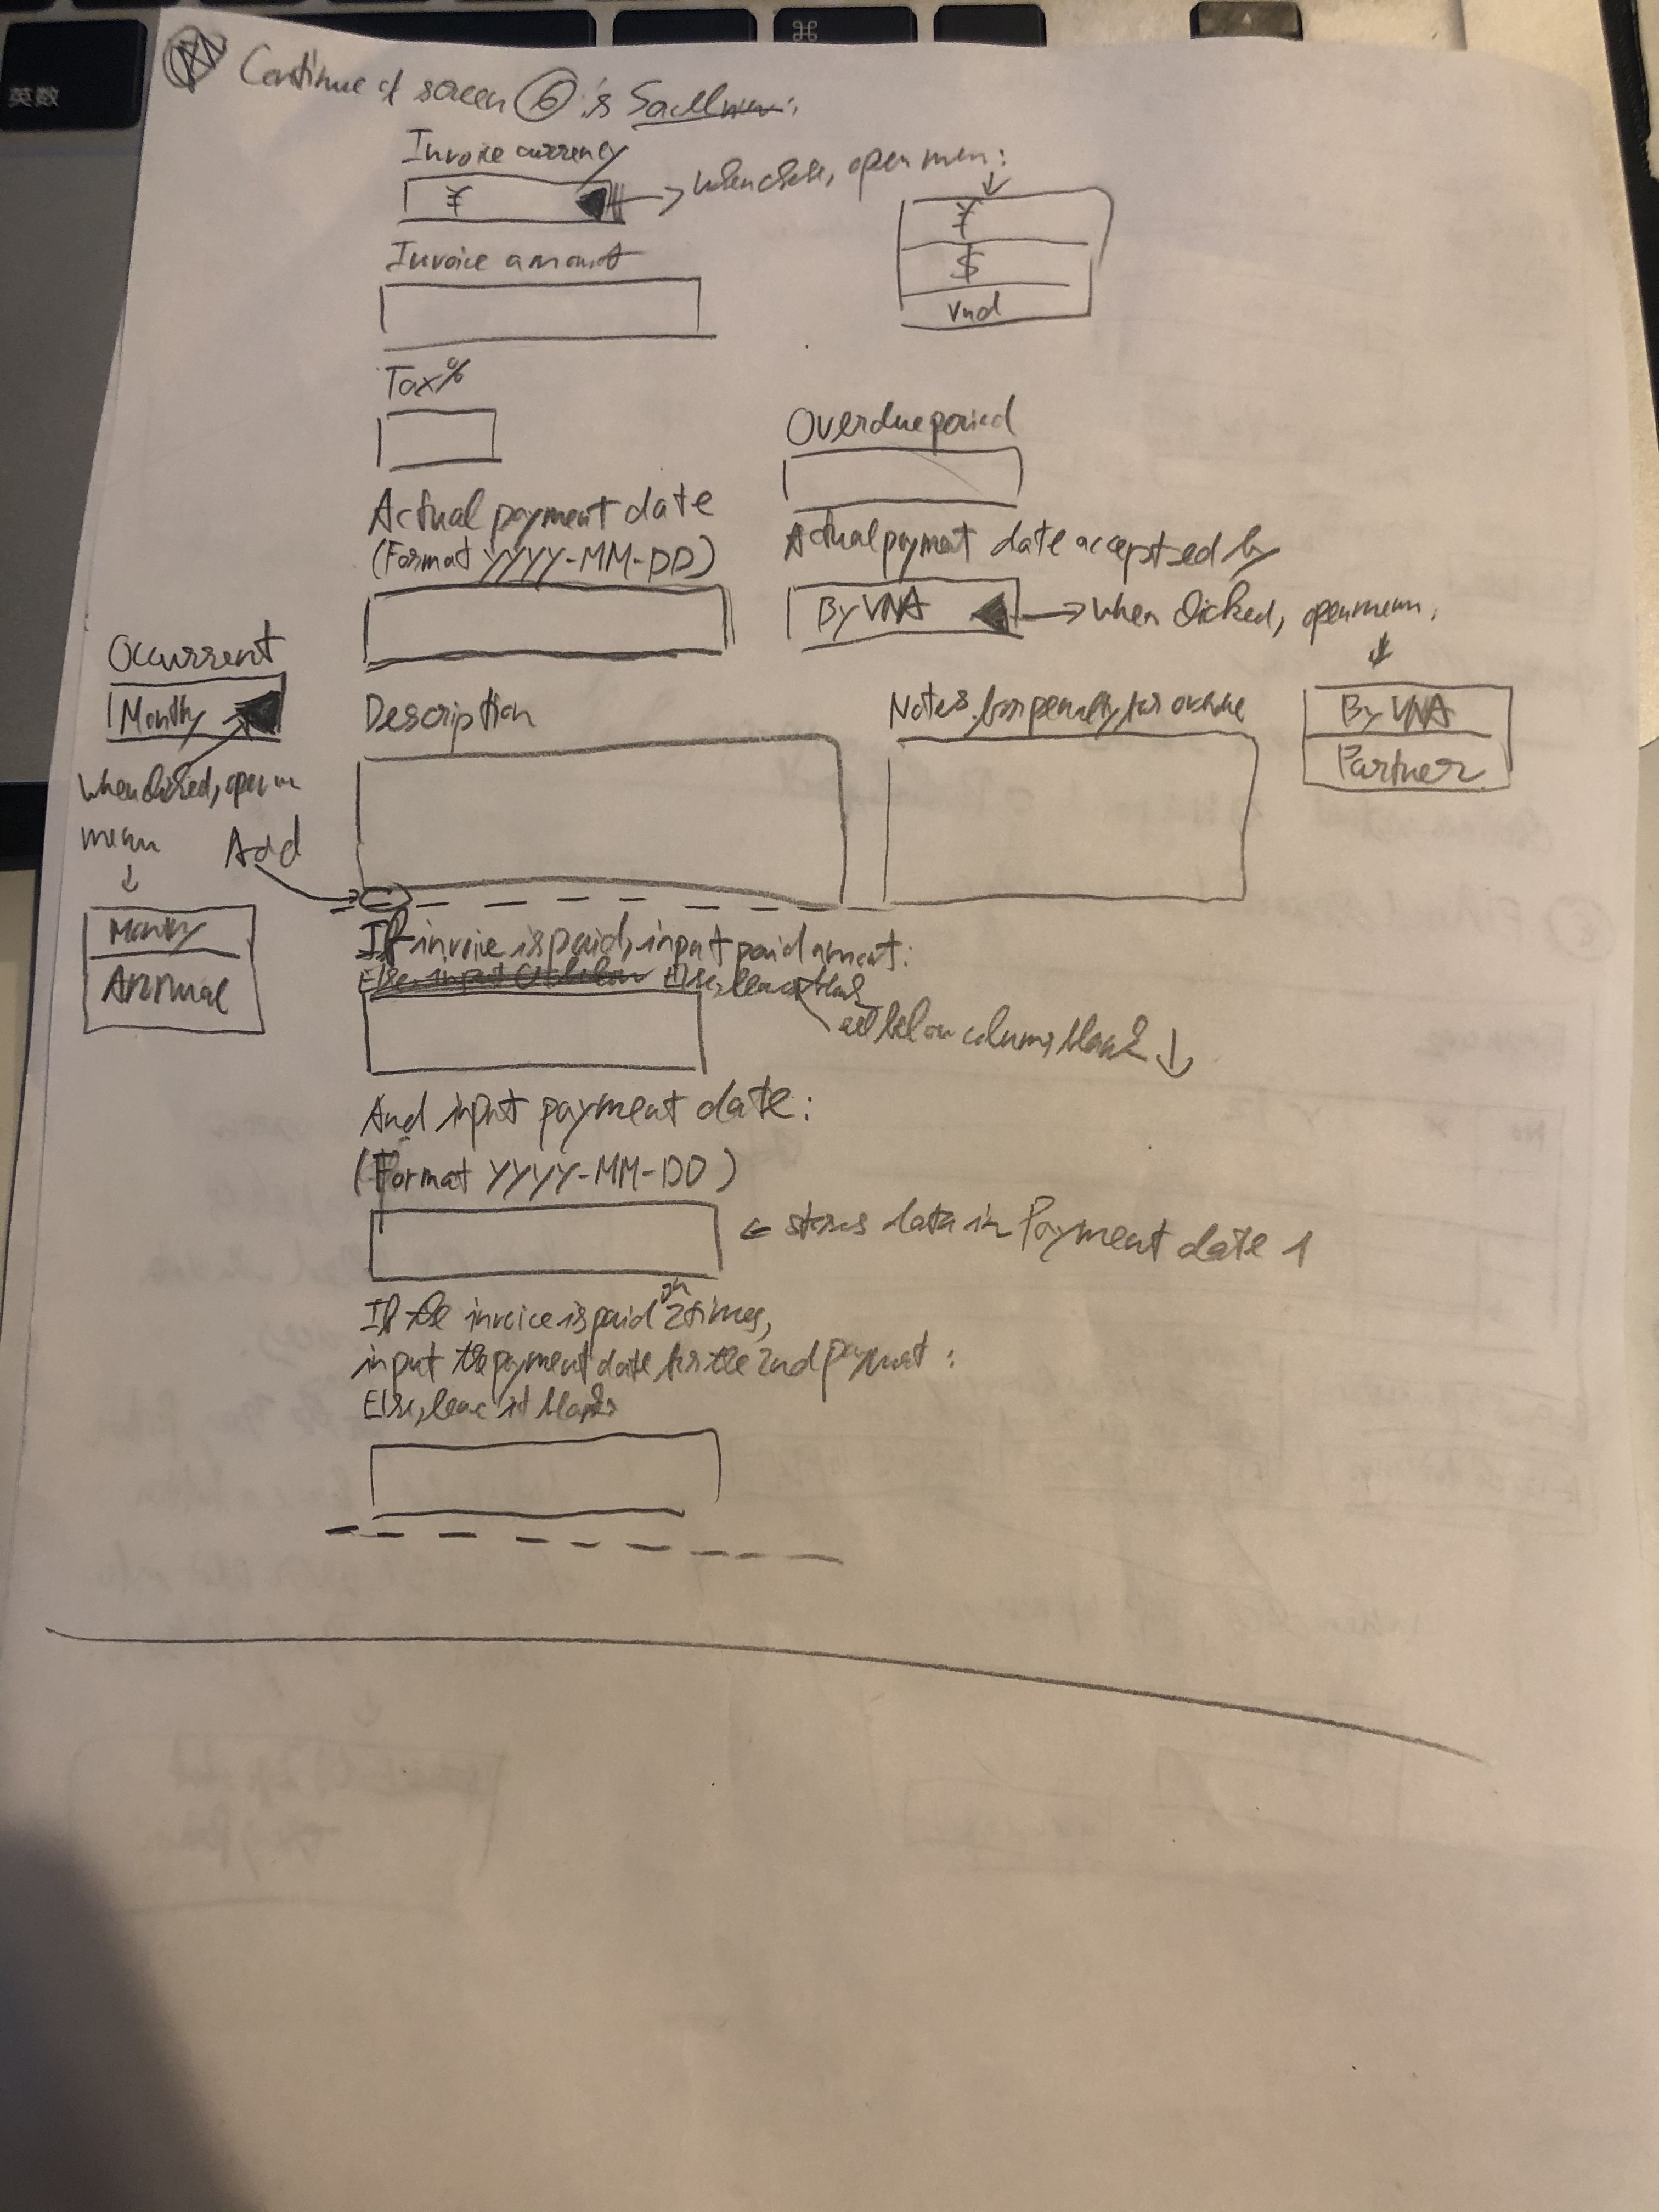 英数
⌘
Continue of screen ⑥ is
Invoice currency
¥
open menu:
¥
$
vnd
Invoice amount
Tax%
Overdue period
Actual payment date
(Format YYYY-MM-DD)
Actual payment date accepted by
By VNA
when clicked, open menu,
By VNA
Partner
Occurrent
Monthly
when clicked, open
menu
Monthly
Annual
Description
Notes for penalty for overdue
Add
If invoice is paid, input paid amount:
Else, leave
all below column, blank ↓
And input payment date:
(Format YYYY-MM-DD)
← stores data in Payment date 1
If the invoice is paid on 2 times,
input the payment date for the 2nd payment:
Else, leave it blank